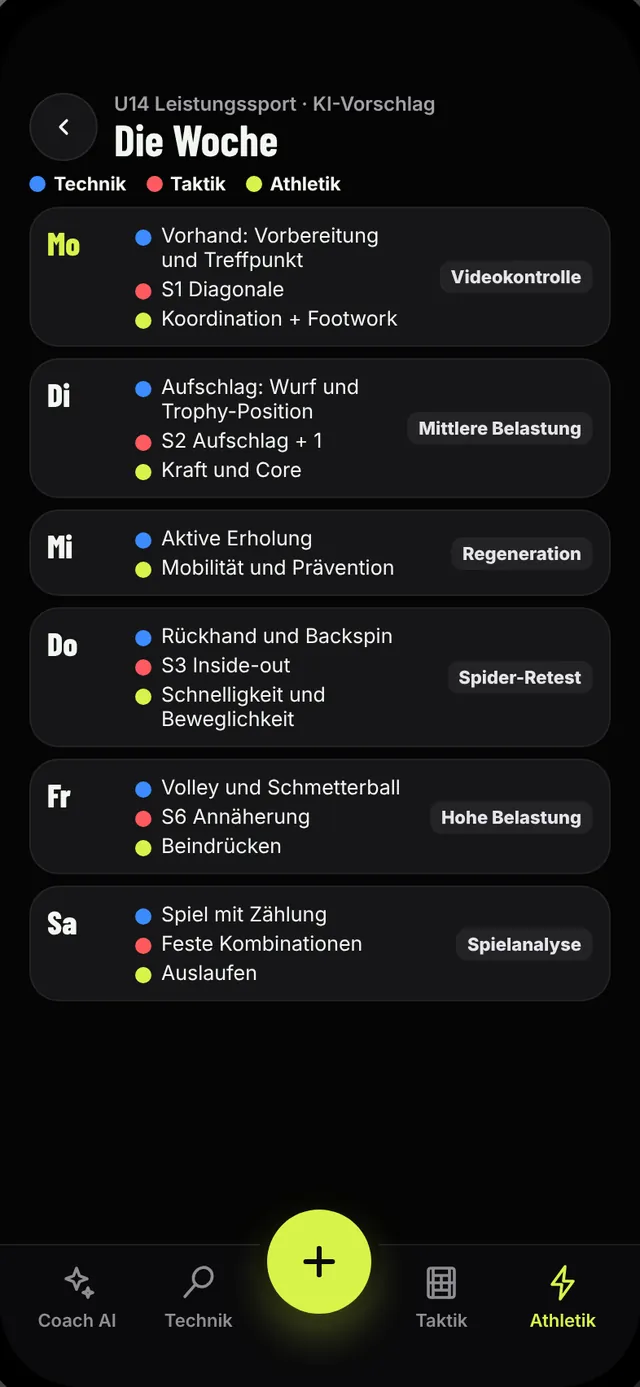 U14 Leistungssport · KI-Vorschlag
Die Woche
Technik
Taktik
Athletik
Mo
Vorhand: Vorbereitung
und Treffpunkt
S1 Diagonale
Koordination + Footwork
Videokontrolle
Di
Aufschlag: Wurf und
Trophy-Position
S2 Aufschlag + 1
Kraft und Core
Mittlere Belastung
Mi
Aktive Erholung
Mobilität und Prävention
Regeneration
Do
Rückhand und Backspin
S3 Inside-out
Schnelligkeit und
Beweglichkeit
Spider-Retest
Fr
Volley und Schmetterball
S6 Annäherung
Beindrücken
Hohe Belastung
Sa
Spiel mit Zählung
Feste Kombinationen
Auslaufen
Spielanalyse
Coach AI
Technik
Taktik
Athletik